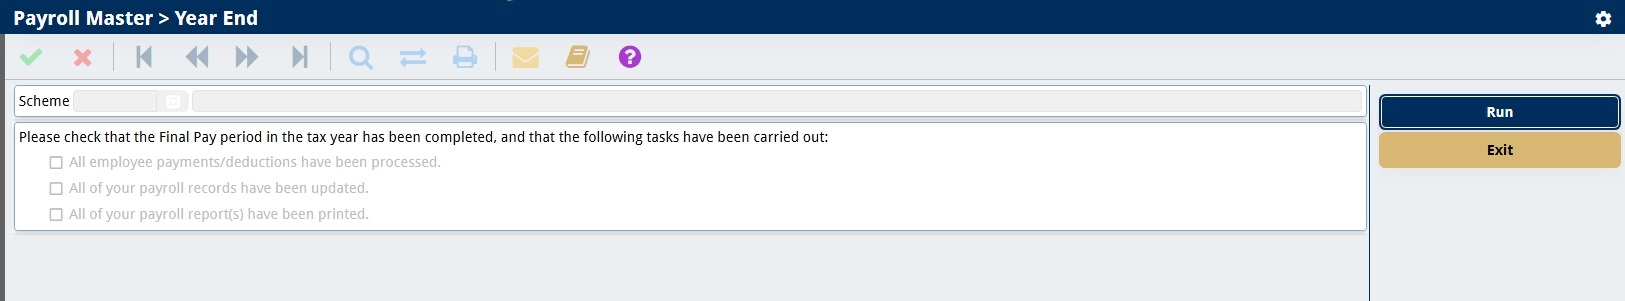 Payroll Master > Year End
?
Scheme
Run
Please check that the Final Pay period in the tax year has been completed, and that the following tasks have been carried out:
Exit
All employee payments/deductions have been processed.
All of your payroll records have been updated.
All of your payroll report(s) have been printed.